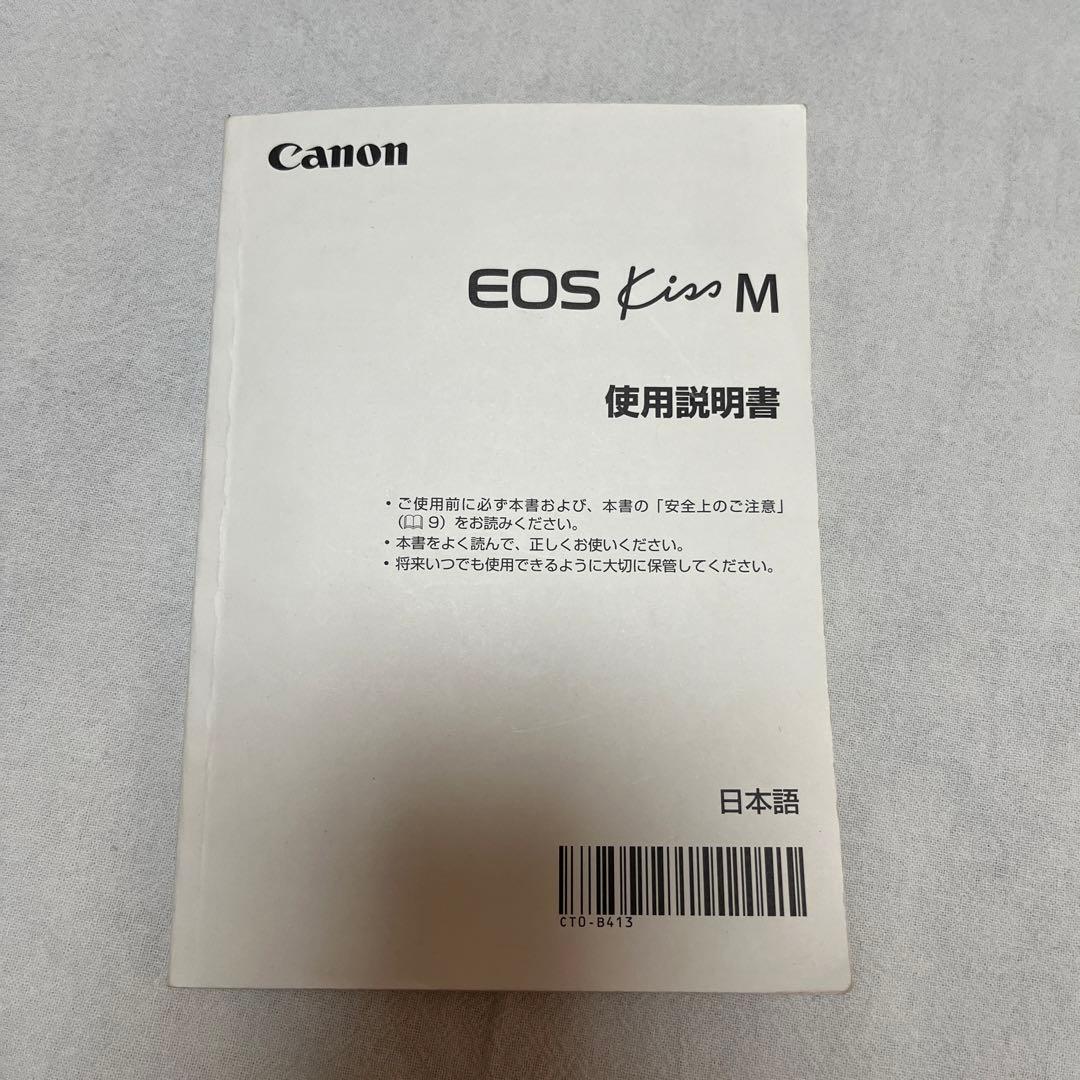 Canon
EOS Kiss M
使用説明書
・ご使用前に必ず本書および、本書の「安全上のご注意」
（📖 9）をお読みください。
・本書をよく読んで、正しくお使いください。
・将来いつでも使用できるように大切に保管してください。
日本語
CT0-B413